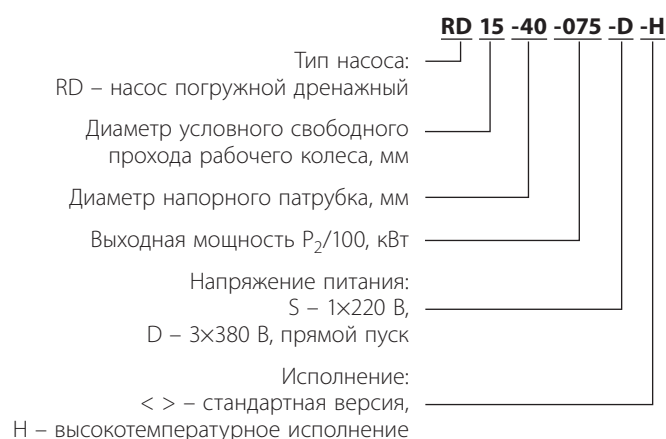 RD 15 -40 -075 -D -H
Тип насоса:
RD – насос погружной дренажный
Диаметр условного свободного
прохода рабочего колеса, мм
Диаметр напорного патрубка, мм
Выходная мощность P₂/100, кВт
Напряжение питания:
S – 1×220 В,
D – 3×380 В, прямой пуск
Исполнение:
< > – стандартная версия,
H – высокотемпературное исполнение